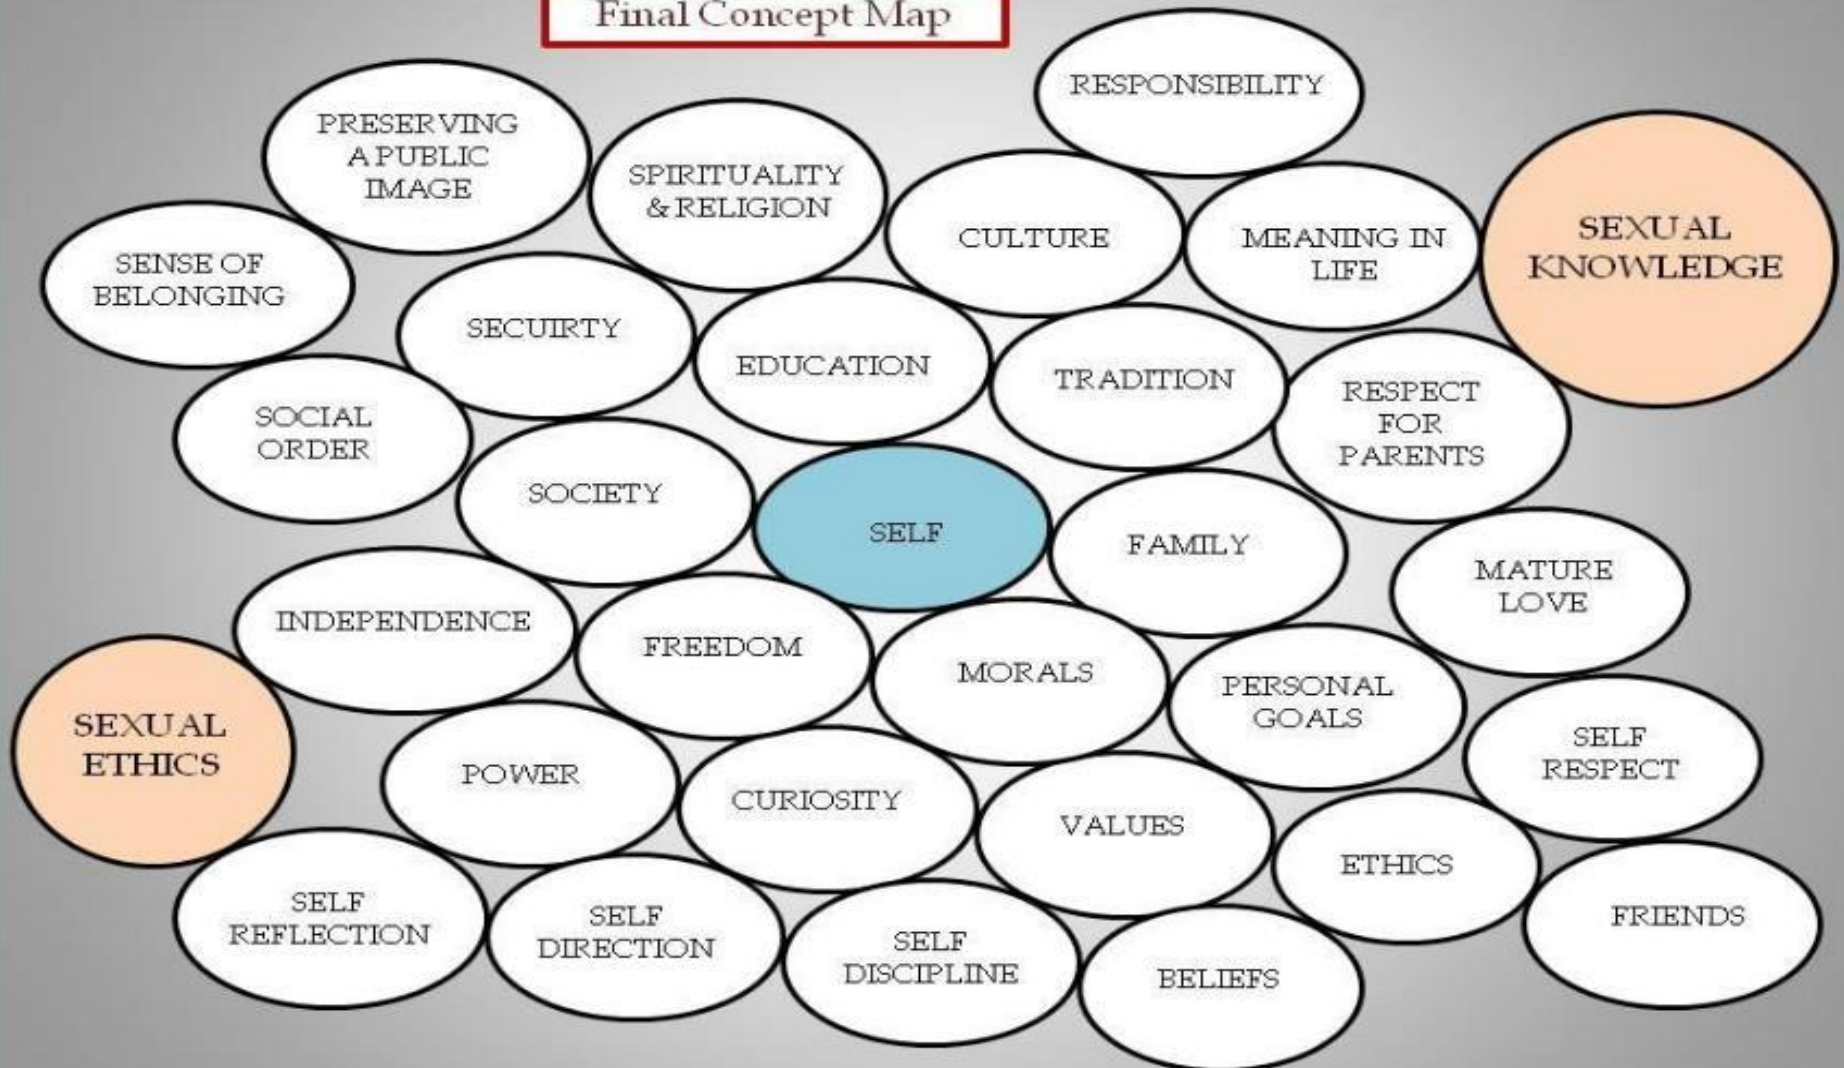 Final Concept Map
RESPONSIBILITY
PRESERVING
A PUBLIC
IMAGE
SPIRITUALITY
& RELIGION
CULTURE
MEANING IN
LIFE
SEXUAL
KNOWLEDGE
SENSE OF
BELONGING
SECUIRTY
EDUCATION
TRADITION
RESPECT
FOR
PARENTS
SOCIAL
ORDER
SOCIETY
SELF
FAMILY
MATURE
LOVE
INDEPENDENCE
FREEDOM
MORALS
PERSONAL
GOALS
SELF
RESPECT
SEXUAL
ETHICS
POWER
CURIOSITY
VALUES
ETHICS
FRIENDS
SELF
REFLECTION
SELF
DIRECTION
SELF
DISCIPLINE
BELIEFS